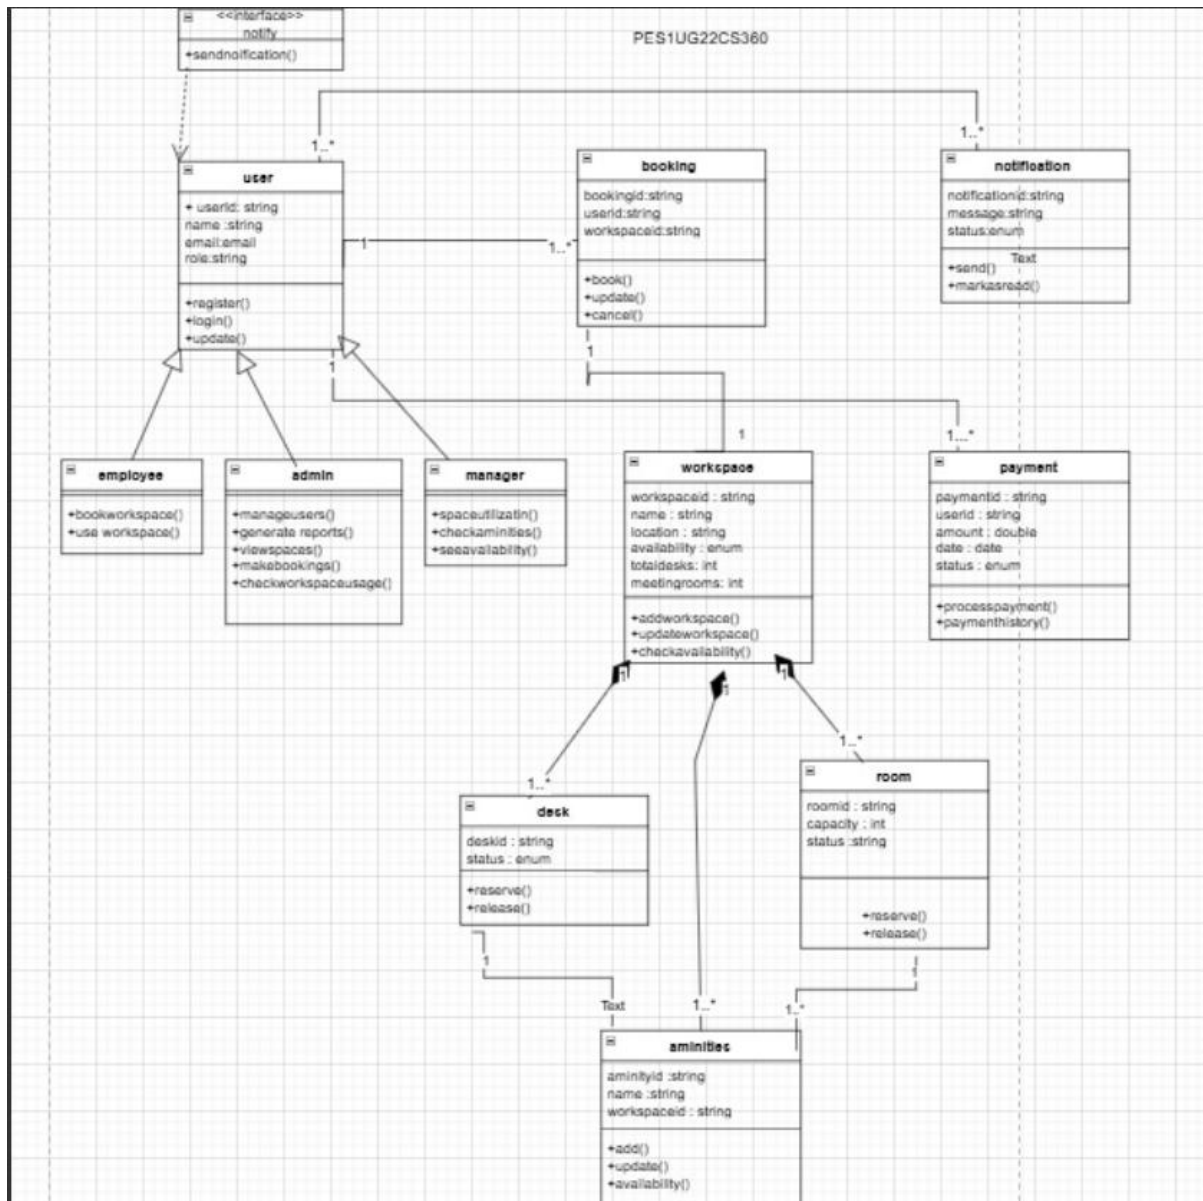 <<interface>>
notify
+sendnoification()
PES1UG22CS360
1..*
1..*
user
+ userId: string
name :string
email:email
role:string
+register()
+login()
+update()
1
1..*
booking
bookingid:string
userid:string
workspaceid:string
+book()
+update()
+cancel()
notification
notificationid:string
message:string
status:enum
Text
+send()
+markasread()
1
1
1
1...*
employee
+bookworkspace()
+use workspace()
admin
+manageusers()
+generate reports()
+viewspaces()
+makebookings()
+checkworkspaceusage()
manager
+spaceutilizatin()
+checkaminities()
+seeavailability()
workspace
workspaceid : string
name : string
location : string
availability : enum
totaldesks: int
meetingrooms: int
+addworkspace()
+updateworkspace()
+checkavailability()
payment
paymentid : string
userid : string
amount : double
date : date
status : enum
+processpayment()
+paymenthistory()
1
1
1
1..*
1..*
desk
deskid : string
status : enum
+reserve()
+release()
room
roomid : string
capacity : int
status :string
+reserve()
+release()
1
1
Text
1..*
1..*
aminities
aminityid :string
name :string
workspaceid : string
+add()
+update()
+availability()